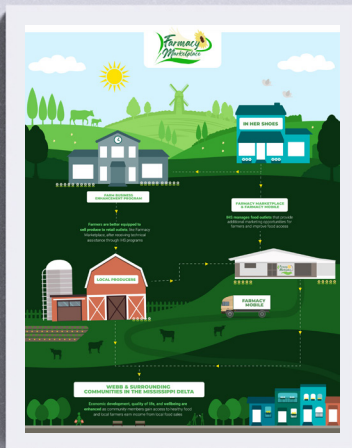 Farmacy
Marketplace
IN HER SHOES
FARM BUSINESS
ENHANCEMENT PROGRAM
Farmers are better equipped to
sell produce to retail outlets, like Farmacy
Marketplace, after receiving technical
assistance through IHS programs
FARMACY MARKETPLACE
& FARMACY MOBILE
IHS manages food outlets that provide
additional marketing opportunities for
farmers and improve food access
LOCAL PRODUCERS
FARMACY
MOBILE
WEBB & SURROUNDING
COMMUNITIES IN THE MISSISSIPPI DELTA
Economic development, quality of life, and wellbeing are
enhanced as community members gain access to healthy food
and local farmers earn income from local food sales